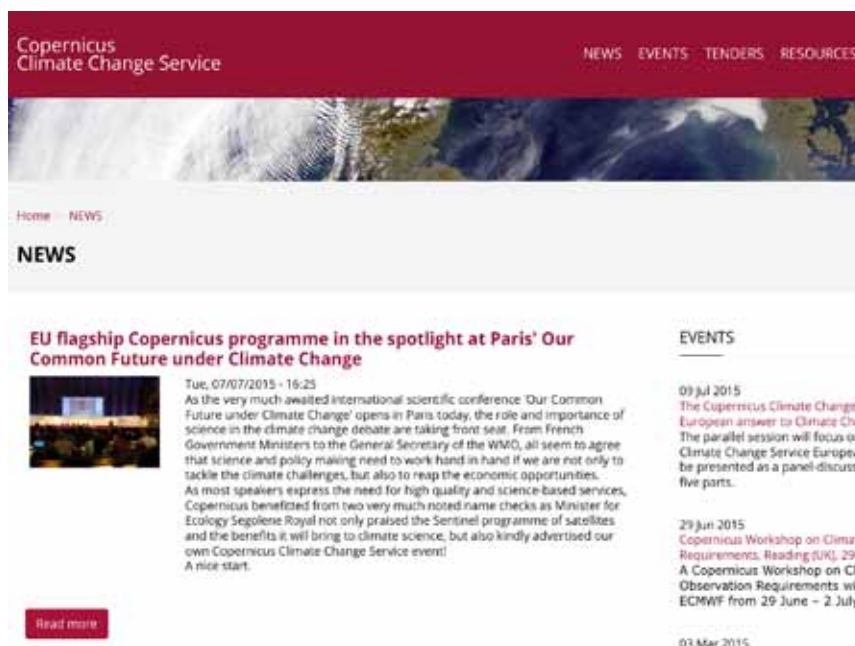 Copernicus
Climate Change Service
NEWS EVENTS TENDERS RESOURCES
Home NEWS
NEWS
EU flagship Copernicus programme in the spotlight at Paris' Our
Common Future under Climate Change
Tue, 07/07/2015 - 16:25
As the very much awaited international scientific conference 'Our Common
Future under Climate Change' opens in Paris today, the role and importance of
science in the climate change debate are taking front seat. From French
Government Ministers to the General Secretary of the WMO, all seem to agree
that science and policy making need to work hand in hand if we are not only to
tackle the climate challenges, but also to reap the economic opportunities.
As most speakers express the need for high quality and science-based services,
Copernicus benefitted from two very much noted name checks as Minister for
Ecology Segolene Royal not only praised the Sentinel programme of satellites
and the benefits it will bring to climate science, but also kindly advertised our
own Copernicus Climate Change Service event!
A nice start.
Read more
EVENTS
09 Jul 2015
The Copernicus Climate Change
European answer to Climate Ch
The parallel session will focus o
Climate Change Service Europea
be presented as a panel-discuss
five parts.
29 Jun 2015
Copernicus Workshop on Clima
Requirements, Reading (UK), 29
A Copernicus Workshop on Cl
Observation Requirements wi
ECMWF from 29 June – 2 July
03 Mar 2015